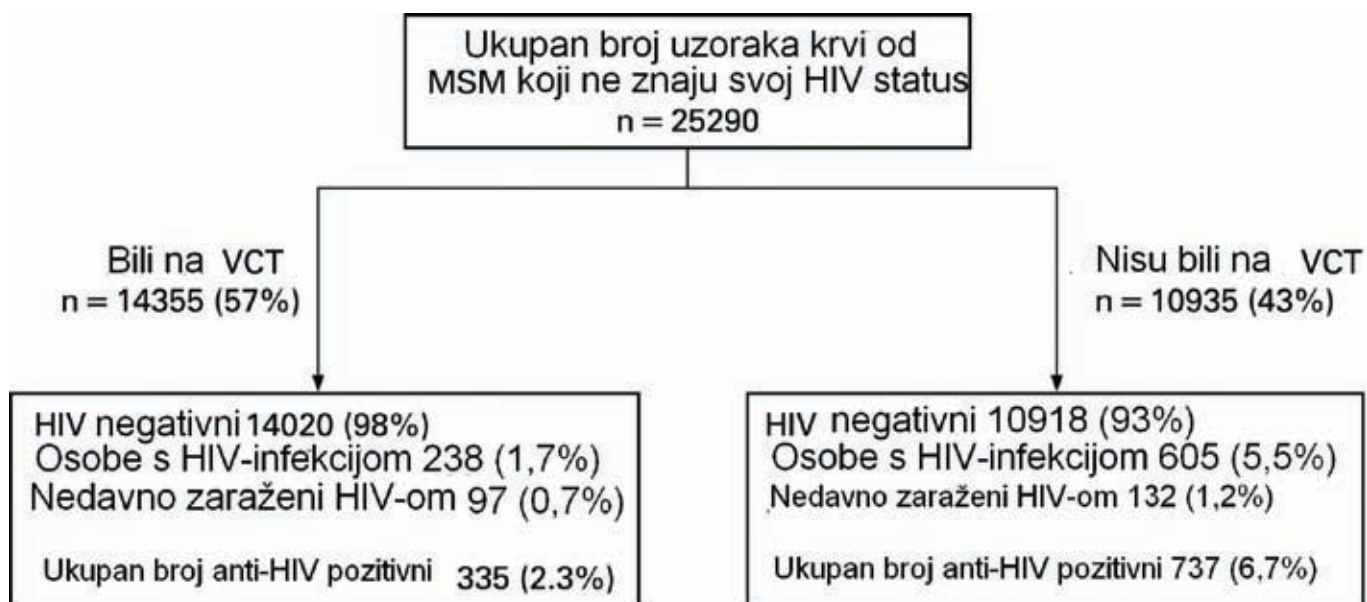 Ukupan broj uzoraka krvi od
MSM koji ne znaju svoj HIV status
n = 25290
Bili na VCT
n = 14355 (57%)
Nisu bili na VCT
n = 10935 (43%)
HIV negativni 14020 (98%)
Osobe s HIV-infekcijom 238 (1,7%)
Nedavno zaraženi HIV-om 97 (0,7%)
Ukupan broj anti-HIV pozitivni 335 (2.3%)
HIV negativni 10918 (93%)
Osobe s HIV-infekcijom 605 (5,5%)
Nedavno zaraženi HIV-om 132 (1,2%)
Ukupan broj anti-HIV pozitivni 737 (6,7%)